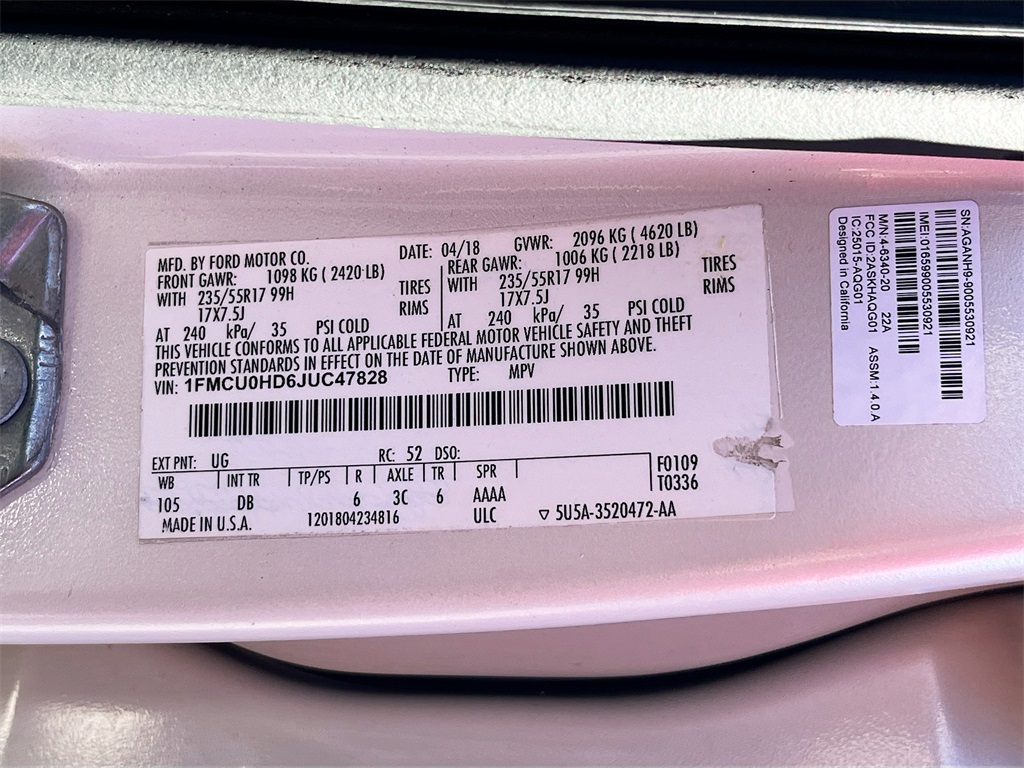 MFD. BY FORD MOTOR CO.
DATE: 04/18 GVWR: 2096 KG ( 4620 LB)
FRONT GAWR: 1098 KG ( 2420 LB)
REAR GAWR: 1006 KG ( 2218 LB)
WITH 235/55R17 99H TIRES
WITH 235/55R17 99H TIRES
17X7.5J RIMS
17X7.5J RIMS
AT 240 kPa/ 35 PSI COLD
AT 240 kPa/ 35 PSI COLD
THIS VEHICLE CONFORMS TO ALL APPLICABLE FEDERAL MOTOR VEHICLE SAFETY AND THEFT
PREVENTION STANDARDS IN EFFECT ON THE DATE OF MANUFACTURE SHOWN ABOVE.
VIN: 1FMCU0HD6JUC47828 TYPE: MPV
EXT PNT: UG RC: 52 DSO:
WB INT TR TP/PS R AXLE TR SPR F0109
105 DB 6 3C 6 AAAA T0336
MADE IN U.S.A. 1201804234816 ULC ▽ 5U5A-3520472-AA
SN:AGANH9-9005530921
IMEI:016599005530921
M/N:4-6340-20 22A
FCC ID:2ASKHAQG01 ASSM:1.4.0.A
IC:25015-AQG01
Designed in California